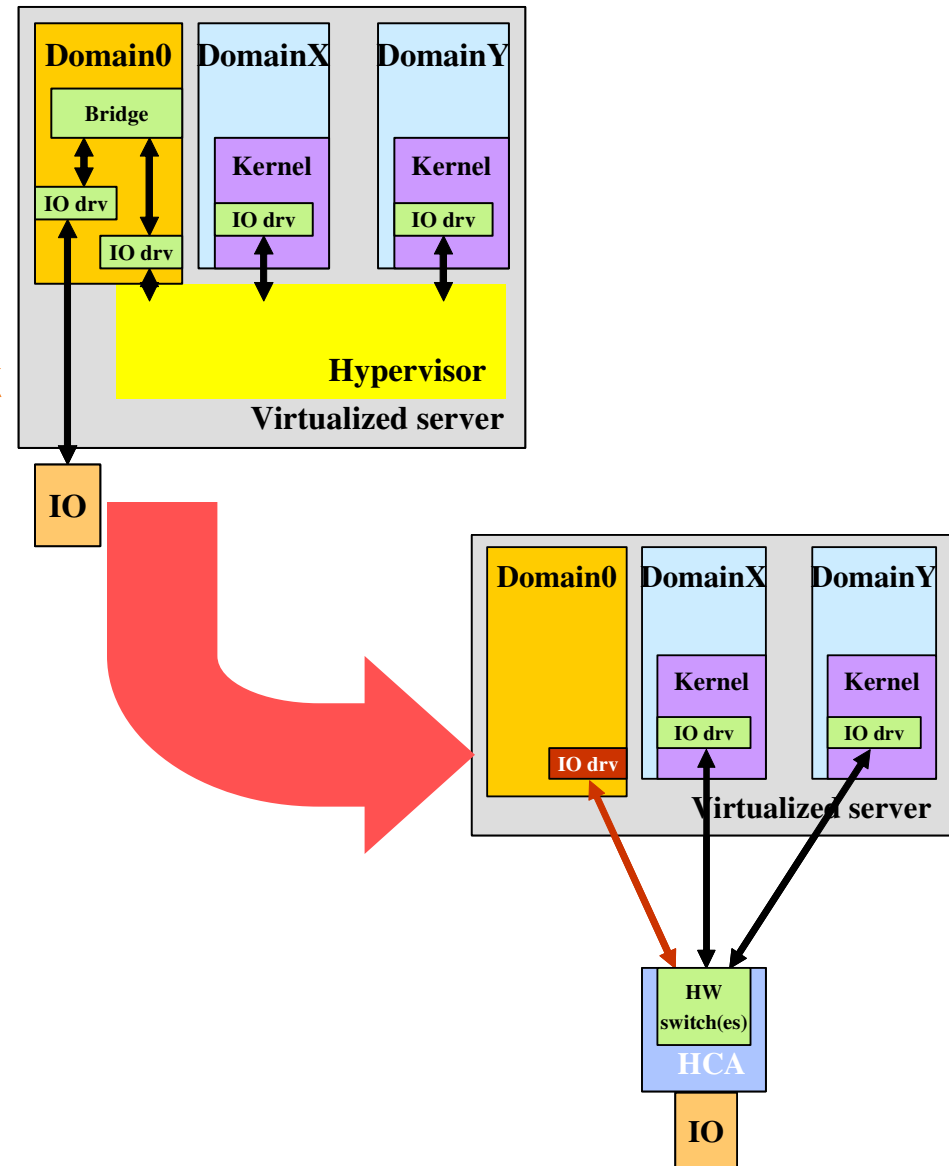 Domain0
DomainX
DomainY
Bridge
Kernel
Kernel
IO drv
IO drv
IO drv
IO drv
Hypervisor
Virtualized server
IO
Domain0
DomainX
DomainY
Kernel
Kernel
IO drv
IO drv
IO drv
Virtualized server
HW
switch(es)
HCA
IO